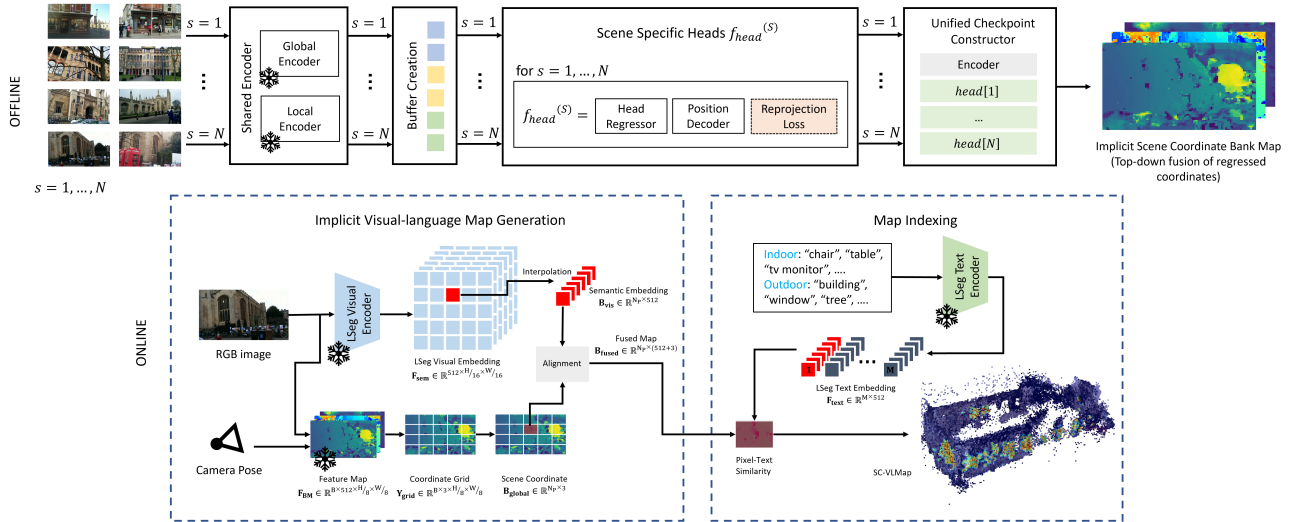 OFFLINE
s = 1, … , N
s = 1
⋮
s = N
Shared Encoder
Global
Encoder
Local
Encoder
s = 1
⋮
s = N
Buffer Creation
s = 1
⋮
s = N
Scene Specific Heads f_head^(S)
for s = 1, … , N
f_head^(S) =
Head
Regressor
Position
Decoder
Reprojection
Loss
s = 1
⋮
s = N
Unified Checkpoint
Constructor
Encoder
head[1]
...
head[N]
Implicit Scene Coordinate Bank Map
(Top-down fusion of regressed
coordinates)
ONLINE
Implicit Visual-language Map Generation
RGB image
LSeg Visual
Encoder
LSeg Visual Embedding
F_sem ∈ ℝ^512×H/16×W/16
Interpolation
Semantic Embedding
B_vis ∈ ℝ^N_P×512
Alignment
Fused Map
B_fused ∈ ℝ^N_P×(512+3)
Camera Pose
Feature Map
F_BM ∈ ℝ^B×512×H/8×W/8
Coordinate Grid
Y_grid ∈ ℝ^B×3×H/8×W/8
Scene Coordinate
B_global ∈ ℝ^N_P×3
Map Indexing
Indoor: “chair”, “table”,
“tv monitor”, ....
Outdoor: “building”,
“window”, “tree”, ....
LSeg Text
Encoder
1
...
M
LSeg Text Embedding
F_text ∈ ℝ^M×512
Pixel-Text
Similarity
SC-VLMap